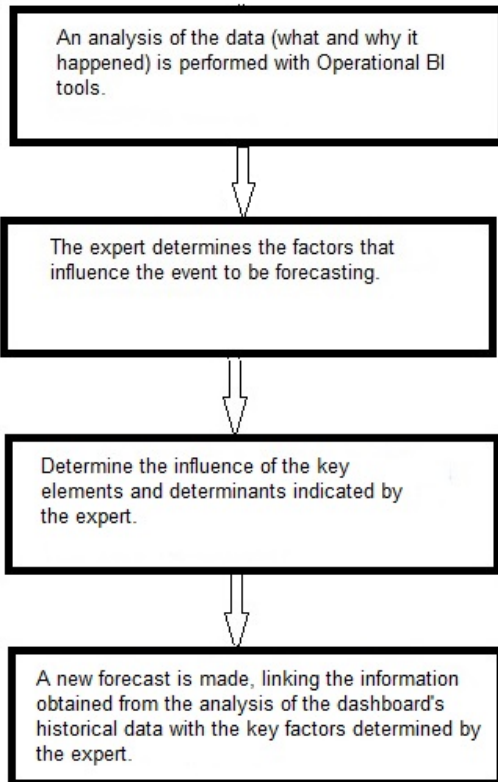 An analysis of the data (what and why it
happened) is performed with Operational BI
tools.
The expert determines the factors that
influence the event to be forecasting.
Determine the influence of the key
elements and determinants indicated by
the expert.
A new forecast is made, linking the information
obtained from the analysis of the dashboard's
historical data with the key factors determined by
the expert.